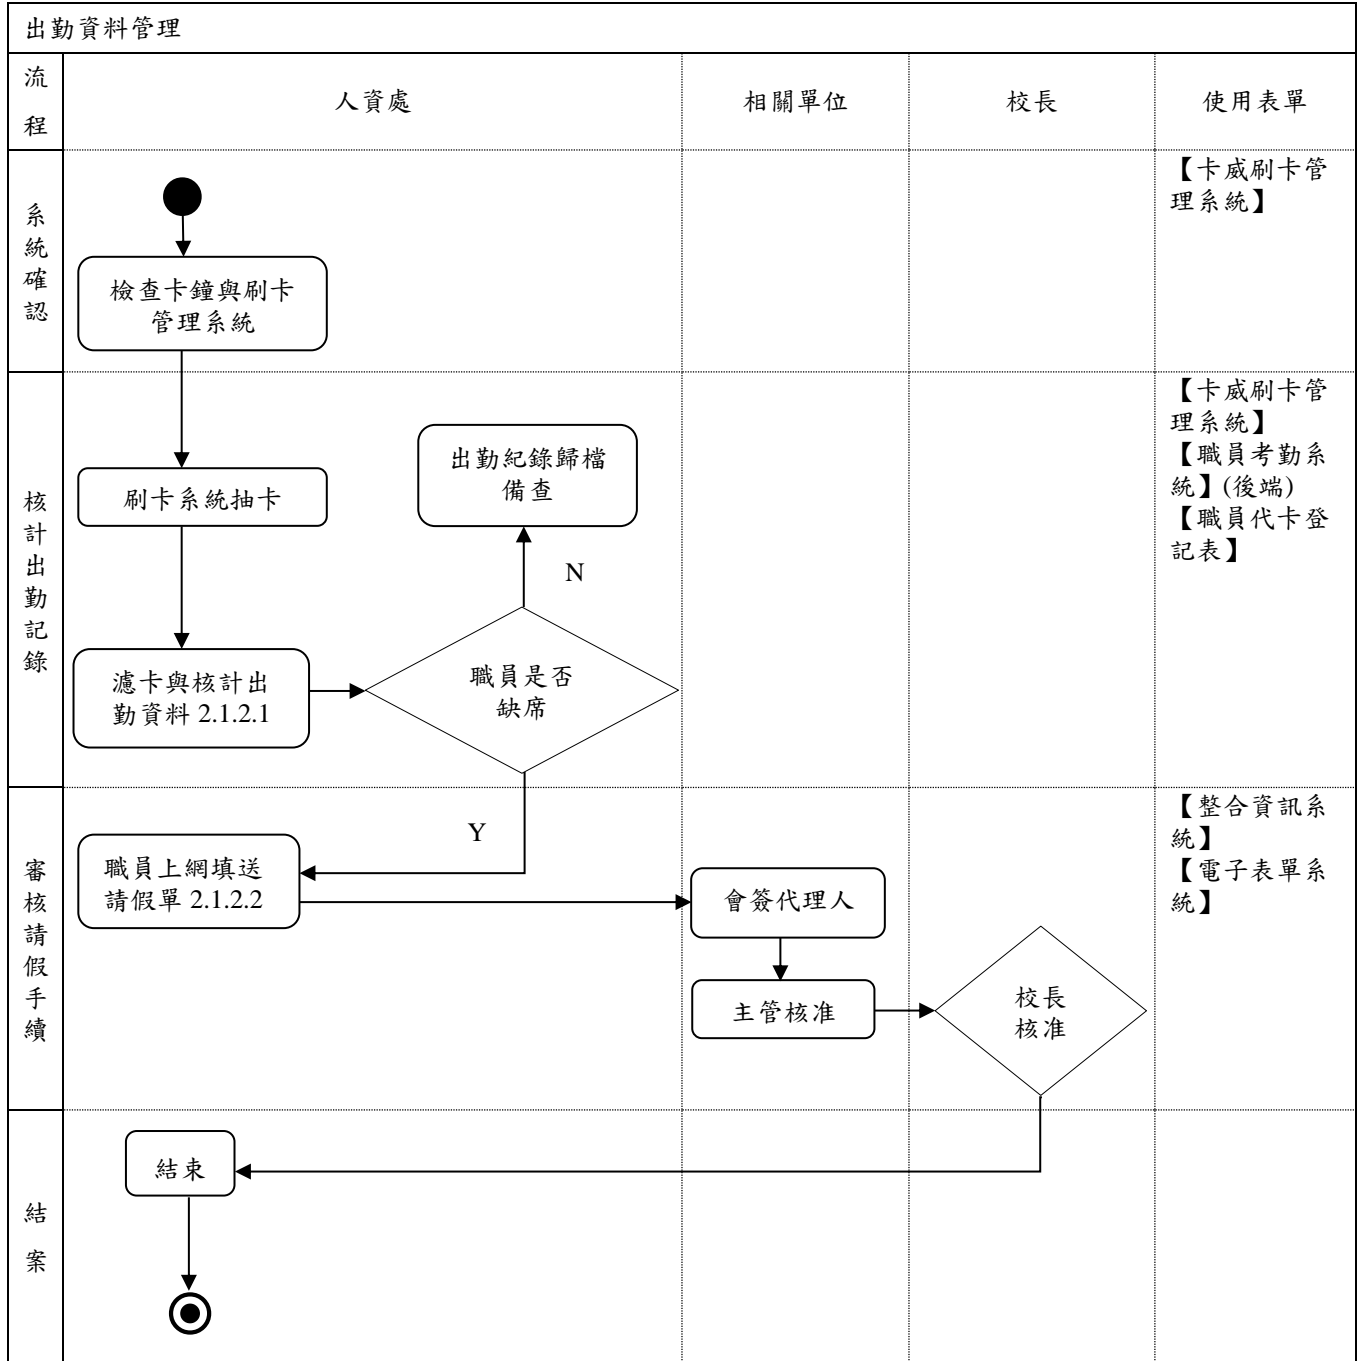 出勤資料管理
流
程
人資處
相關單位
校長
使用表單
系
統
確
認
檢查卡鐘與刷卡
管理系統
【卡威刷卡管
理系統】
核
計
出
勤
記
錄
刷卡系統抽卡
出勤紀錄歸檔
備查
N
濾卡與核計出
勤資料 2.1.2.1
職員是否
缺席
【卡威刷卡管
理系統】
【職員考勤系
統】(後端)
【職員代卡登
記表】
審
核
請
假
手
續
Y
職員上網填送
請假單 2.1.2.2
會簽代理人
主管核准
校長
核准
【整合資訊系
統】
【電子表單系
統】
結
案
結束